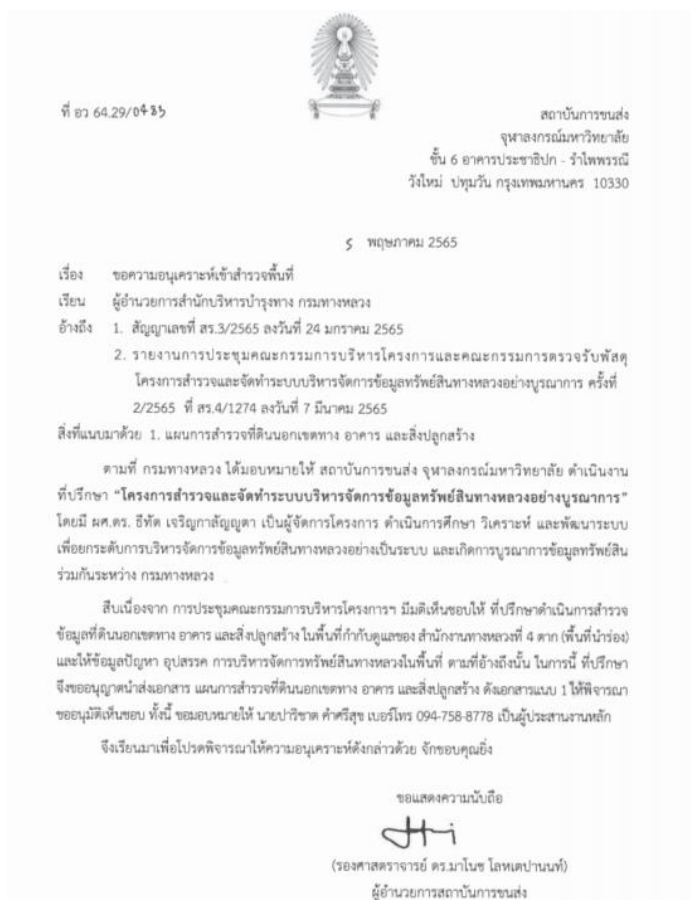 ที่ อว 64.29/0483
สถาบันการขนส่ง
จุฬาลงกรณ์มหาวิทยาลัย
ชั้น 6 อาคารประชาธิปก - รำไพพรรณี
วังใหม่ ปทุมวัน กรุงเทพมหานคร 10330
5 พฤษภาคม 2565
เรื่อง ขอความอนุเคราะห์เข้าสำรวจพื้นที่
เรียน ผู้อำนวยการสำนักบริหารบำรุงทาง กรมทางหลวง
อ้างถึง 1. สัญญาเลขที่ สร.3/2565 ลงวันที่ 24 มกราคม 2565
2. รายงานการประชุมคณะกรรมการบริหารโครงการและคณะกรรมการตรวจรับพัสดุ
โครงการสำรวจและจัดทำระบบบริหารจัดการข้อมูลทรัพย์สินทางหลวงอย่างบูรณาการ ครั้งที่
2/2565 ที่ สร.4/1274 ลงวันที่ 7 มีนาคม 2565
สิ่งที่แนบมาด้วย 1. แผนการสำรวจที่ดินนอกเขตทาง อาคาร และสิ่งปลูกสร้าง
ตามที่ กรมทางหลวง ได้มอบหมายให้ สถาบันการขนส่ง จุฬาลงกรณ์มหาวิทยาลัย ดำเนินงาน
ที่ปรึกษา “โครงการสำรวจและจัดทำระบบบริหารจัดการข้อมูลทรัพย์สินทางหลวงอย่างบูรณาการ”
โดยมี ผศ.ดร. ธีทัต เจริญกาลัญญูตา เป็นผู้จัดการโครงการ ดำเนินการศึกษา วิเคราะห์ และพัฒนาระบบ
เพื่อยกระดับการบริหารจัดการข้อมูลทรัพย์สินทางหลวงอย่างเป็นระบบ และเกิดการบูรณาการข้อมูลทรัพย์สิน
ร่วมกันระหว่าง กรมทางหลวง
สืบเนื่องจาก การประชุมคณะกรรมการบริหารโครงการฯ มีมติเห็นชอบให้ ที่ปรึกษาดำเนินการสำรวจ
ข้อมูลที่ดินนอกเขตทาง อาคาร และสิ่งปลูกสร้าง ในพื้นที่กำกับดูแลของ สำนักงานทางหลวงที่ 4 ตาก (พื้นที่นำร่อง)
และให้ข้อมูลปัญหา อุปสรรค การบริหารจัดการทรัพย์สินทางหลวงในพื้นที่ ตามที่อ้างถึงนั้น ในการนี้ ที่ปรึกษา
จึงขออนุญาตนำส่งเอกสาร แผนการสำรวจที่ดินนอกเขตทาง อาคาร และสิ่งปลูกสร้าง ดังเอกสารแนบ 1 ให้พิจารณา
ขออนุมัติเห็นชอบ ทั้งนี้ ขอมอบหมายให้ นายปาริชาต คำศรีสุข เบอร์โทร 094-758-8778 เป็นผู้ประสานงานหลัก
จึงเรียนมาเพื่อโปรดพิจารณาให้ความอนุเคราะห์ดังกล่าวด้วย จักขอบคุณยิ่ง
ขอแสดงความนับถือ
(รองศาสตราจารย์ ดร.มาโนช โลหเตปานนท์)
ผู้อำนวยการสถาบันการขนส่ง